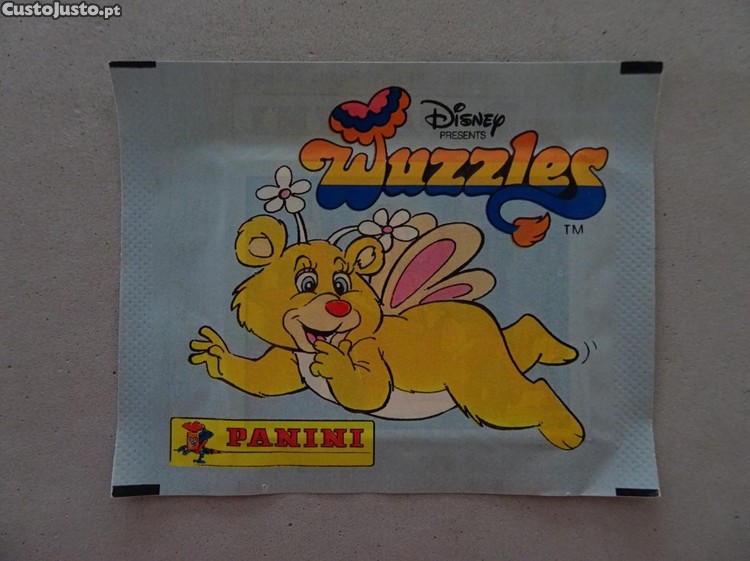 CustoJusto.pt
Disney
PRESENTS
Wuzzles
TM
PANINI